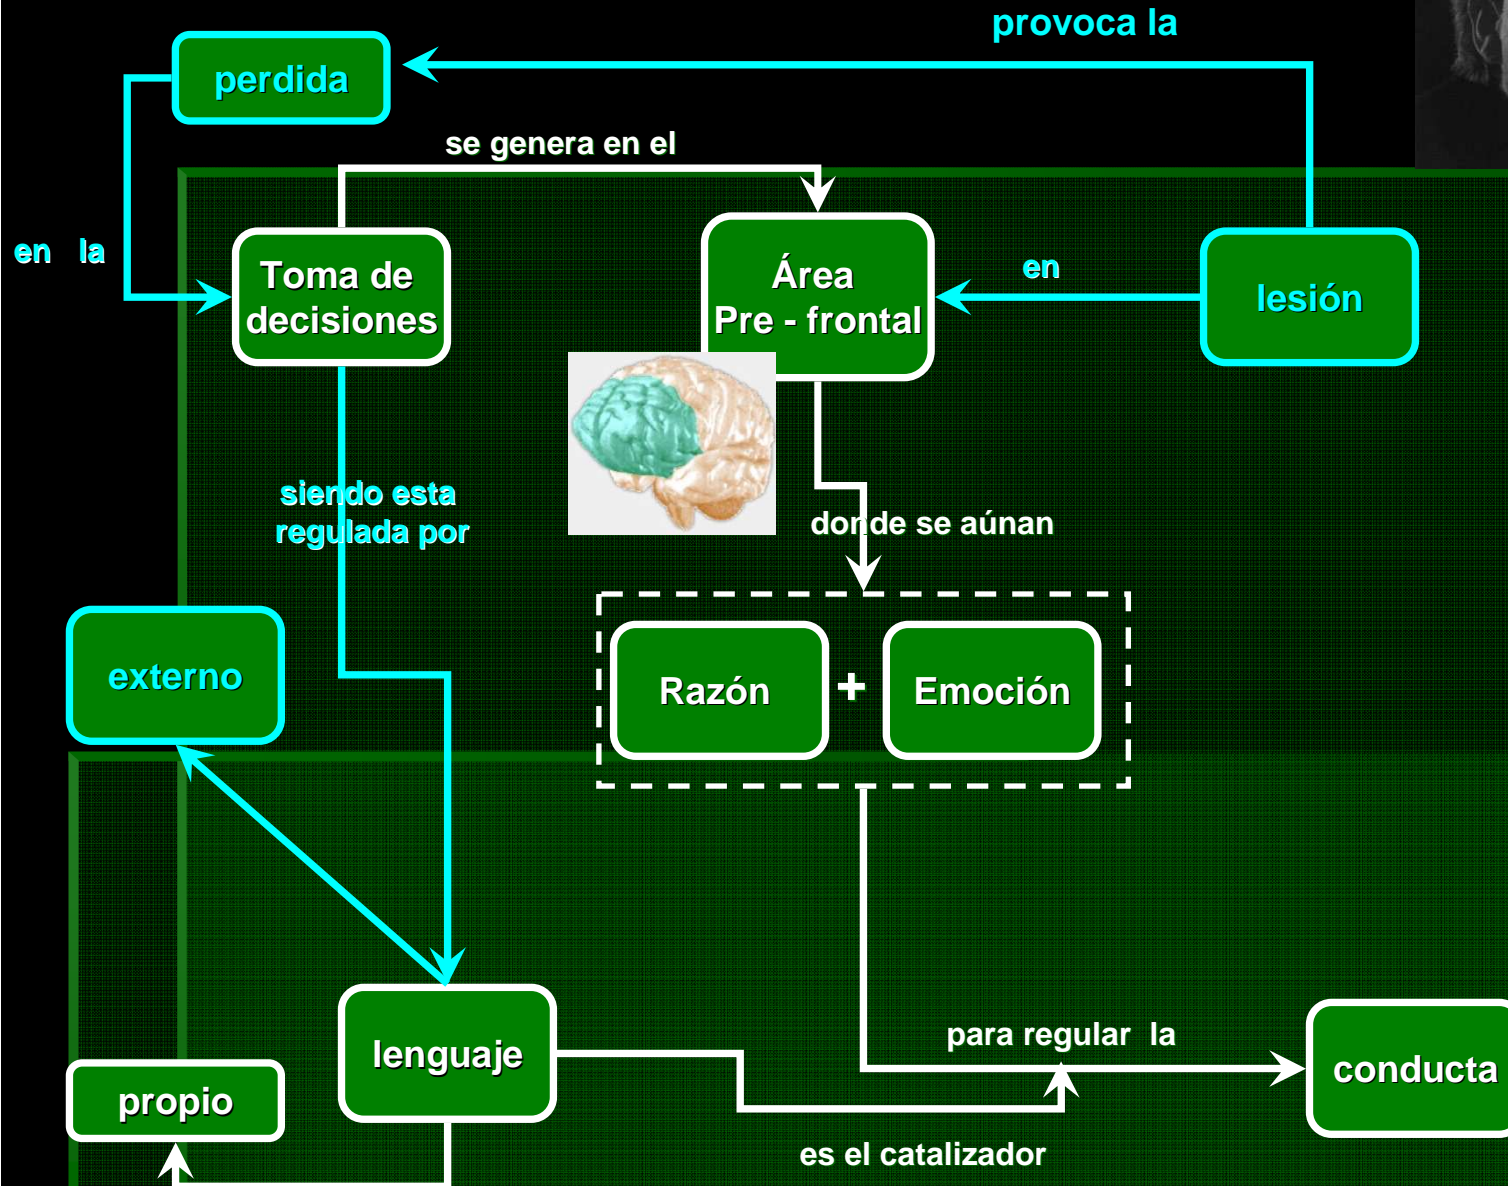 provoca la
perdida
se genera en el
en la
Toma de
decisiones
Área
Pre - frontal
en
lesión
siendo esta
regulada por
donde se aúnan
externo
Razón
+
Emoción
lenguaje
para regular la
conducta
propio
es el catalizador